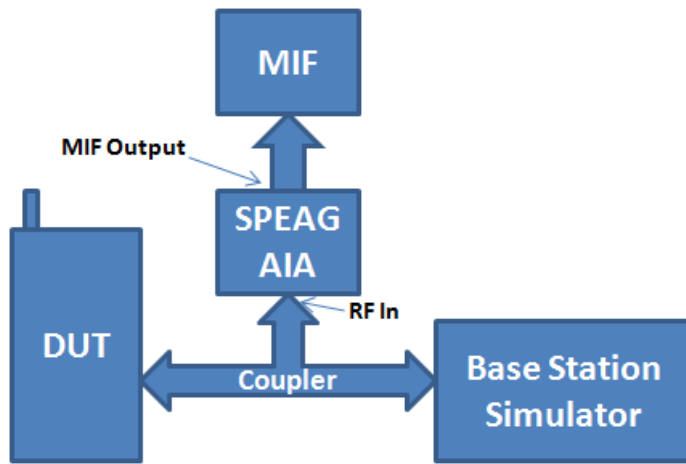 MIF
MIF Output
SPEAG
AIA
RF In
DUT
Coupler
Base Station
Simulator